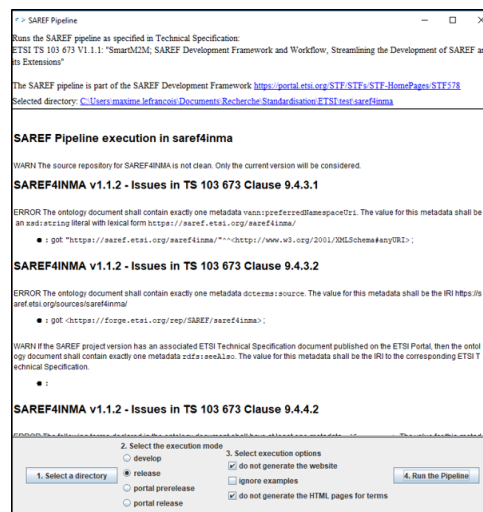 <> SAREF Pipeline
Runs the SAREF pipeline as specified in Technical Specification:
ETSI TS 103 673 V1.1.1: "SmartM2M; SAREF Development Framework and Workflow, Streamlining the Development of SAREF an
its Extensions"
The SAREF pipeline is part of the SAREF Development Framework https://portal.etsi.org/STF/STFs/STF-HomePages/STF578
Selected directory: C:\Users\maxime.lefrancois\Documents\Recherche\Standardisation\ETSI\test\saref4inma
SAREF Pipeline execution in saref4inma
WARN The source repository for SAREF4INMA is not clean. Only the current version will be considered.
SAREF4INMA v1.1.2 - Issues in TS 103 673 Clause 9.4.3.1
ERROR The ontology document shall contain exactly one metadata vann:preferredNamespaceUri. The value for this metadata shall be
an xsd:string literal with lexical form https://saref.etsi.org/saref4inma/
: got "https://saref.etsi.org/saref4inma/"^^<http://www.w3.org/2001/XMLSchema#anyURI>;
SAREF4INMA v1.1.2 - Issues in TS 103 673 Clause 9.4.3.2
ERROR The ontology document shall contain exactly one metadata dcterms:source. The value for this metadata shall be the IRI https://s
aref.etsi.org/sources/saref4inma/
: got <https://forge.etsi.org/rep/SAREF/saref4inma>;
WARN If the SAREF project version has an associated ETSI Technical Specification document published on the ETSI Portal, then the ontol
ogy document shall contain exactly one metadata rdfs:seeAlso. The value for this metadata shall be the IRI to the corresponding ETSI T
echnical Specification.
:
SAREF4INMA v1.1.2 - Issues in TS 103 673 Clause 9.4.4.2
1. Select a directory
2. Select the execution mode
develop
release
portal prerelease
portal release
3. Select execution options
do not generate the website
ignore examples
do not generate the HTML pages for terms
4. Run the Pipeline